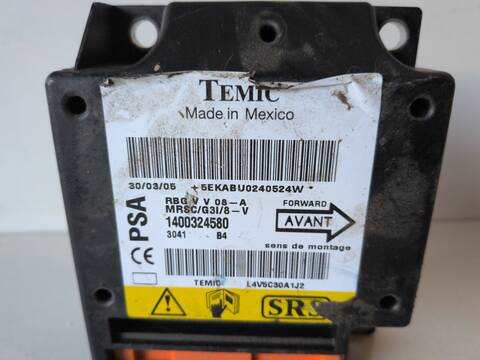 TEMIC
Made in Mexico
30/03/05 +5EKABU0240524W*
PSA
RBG V V 08-A
MRSC/G3I/8-V
1400324580
3041 B4
FORWARD
AVANT
sens de montage
CE
TEMIC L4V5C30A1J2
SRS